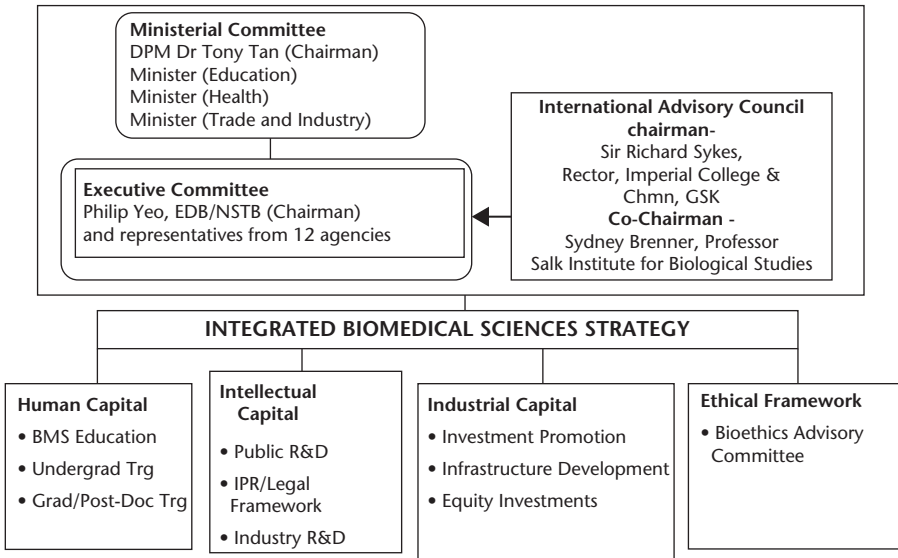 Ministerial Committee
DPM Dr Tony Tan (Chairman)
Minister (Education)
Minister (Health)
Minister (Trade and Industry)
Executive Committee
Philip Yeo, EDB/NSTB (Chairman)
and representatives from 12 agencies
International Advisory Council
chairman-
Sir Richard Sykes,
Rector, Imperial College &
Chmn, GSK
Co-Chairman -
Sydney Brenner, Professor
Salk Institute for Biological Studies
INTEGRATED BIOMEDICAL SCIENCES STRATEGY
Human Capital
• BMS Education
• Undergrad Trg
• Grad/Post-Doc Trg
Intellectual
Capital
• Public R&D
• IPR/Legal
Framework
• Industry R&D
Industrial Capital
• Investment Promotion
• Infrastructure Development
• Equity Investments
Ethical Framework
• Bioethics Advisory
Committee